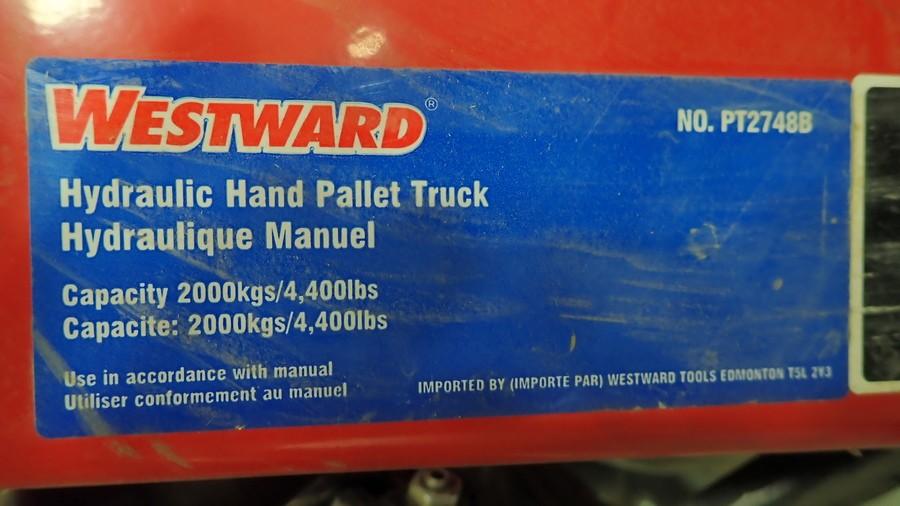 WESTWARD®
NO. PT2748B
Hydraulic Hand Pallet Truck
Hydraulique Manuel
Capacity 2000kgs/4,400lbs
Capacite: 2000kgs/4,400lbs
Use in accordance with manual
Utiliser conformement au manuel
IMPORTED BY (IMPORTE PAR) WESTWARD TOOLS EDMONTON T5L 2Y3